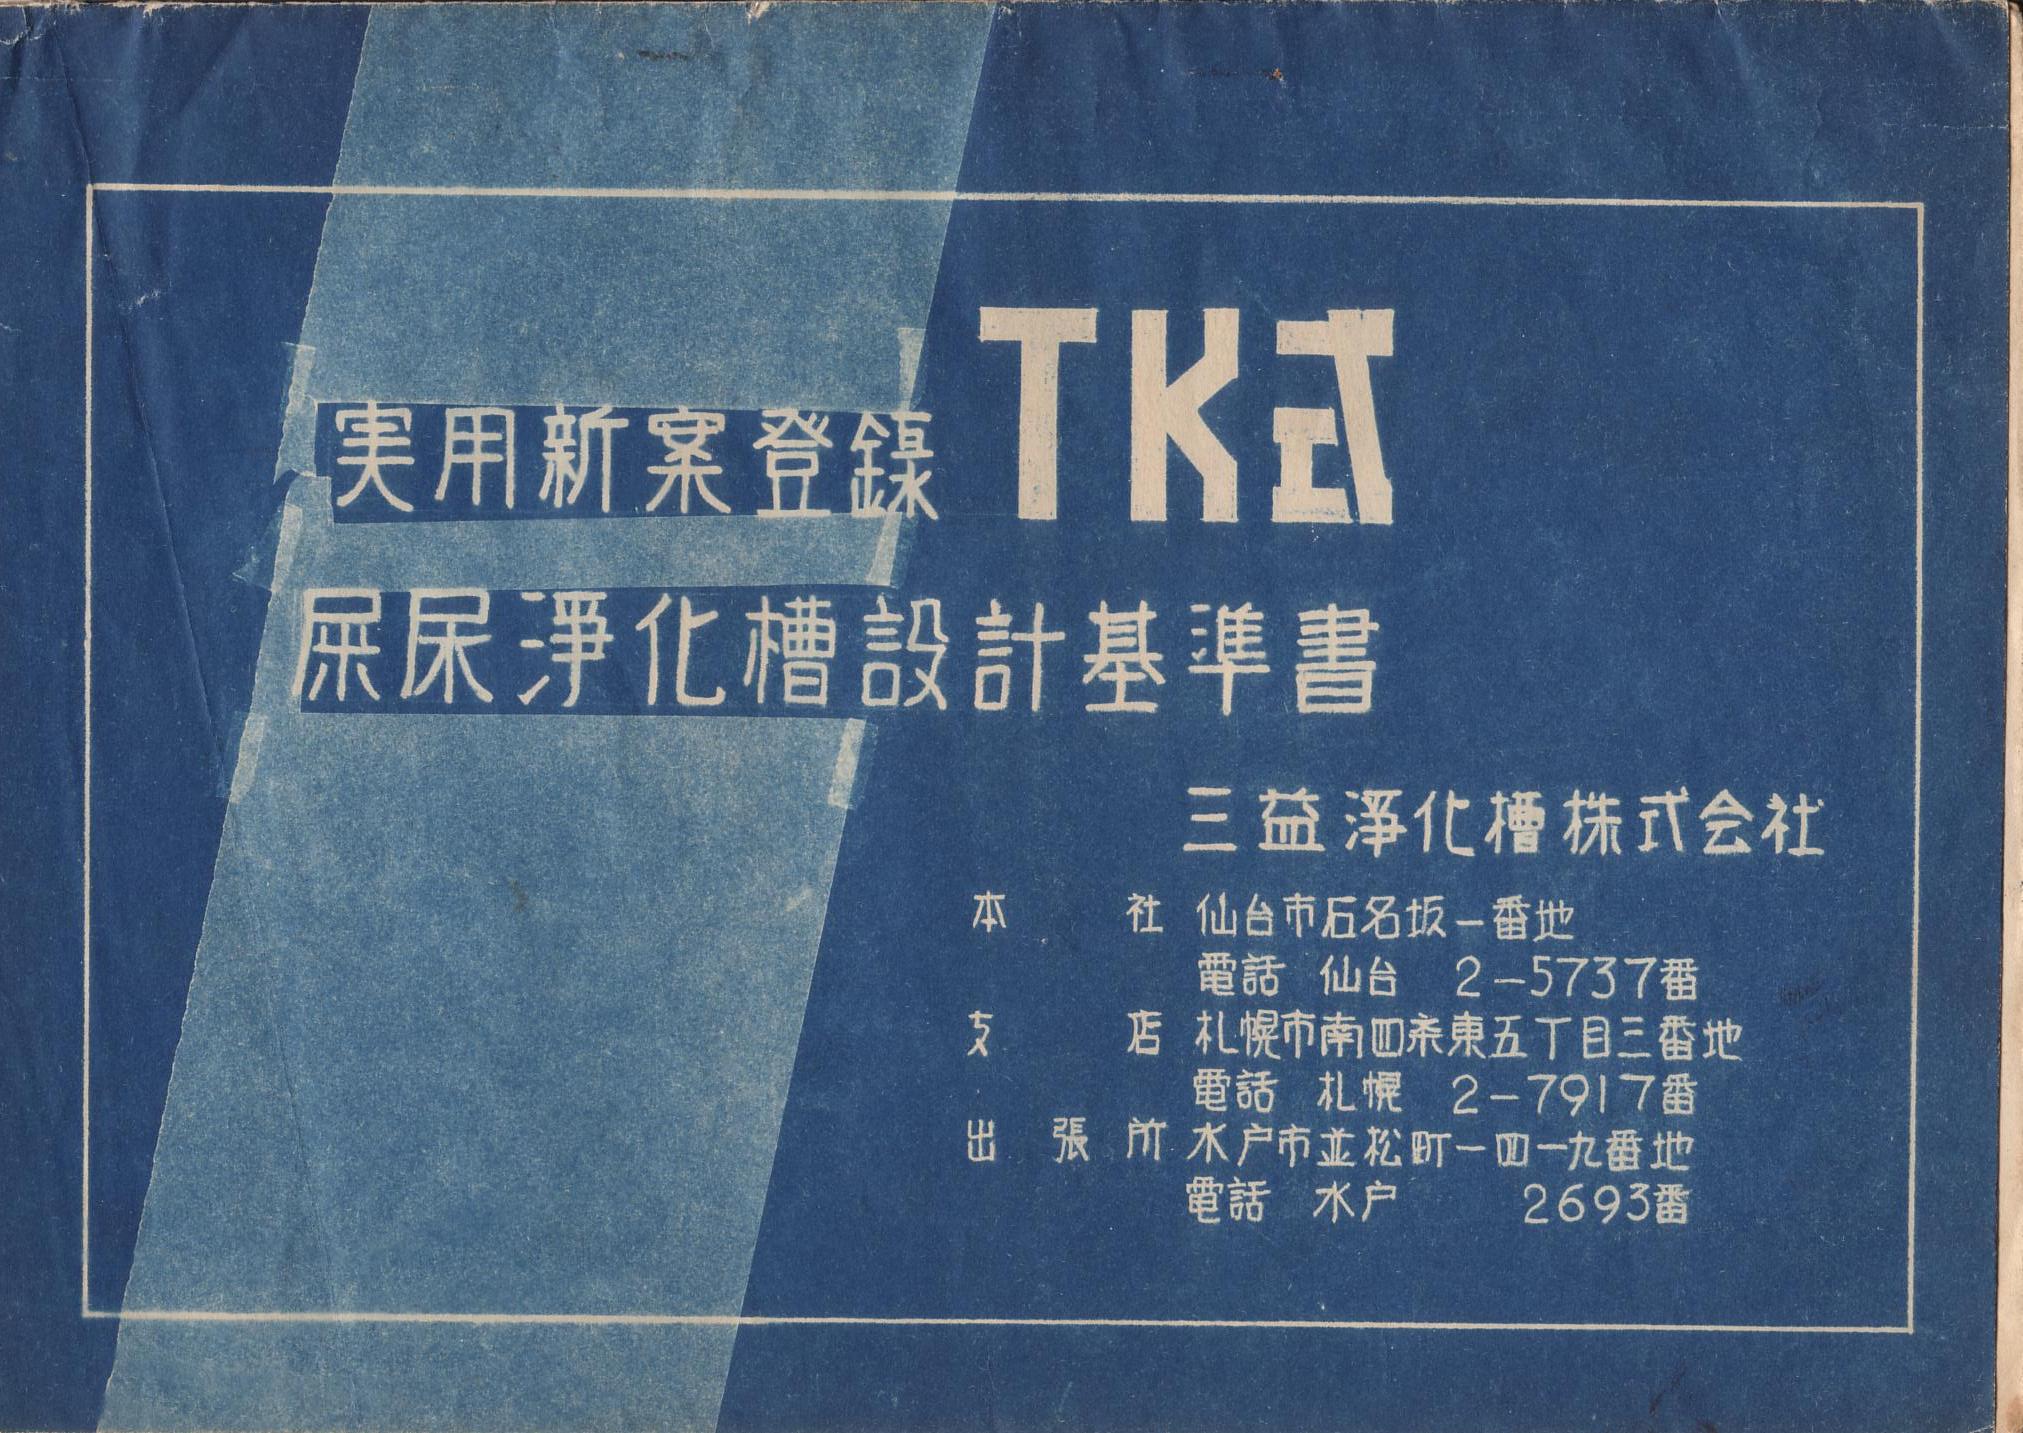 実用新案登録 TK式
屎尿浄化槽設計基準書
三益浄化槽株式会社
本社 仙台市石名坂一番地
電話 仙台 2-5737番
支店 札幌市南四条東五丁目三番地
電話 札幌 2-7917番
出張所 水戸市並松町一四一九番地
電話 水戸 2693番